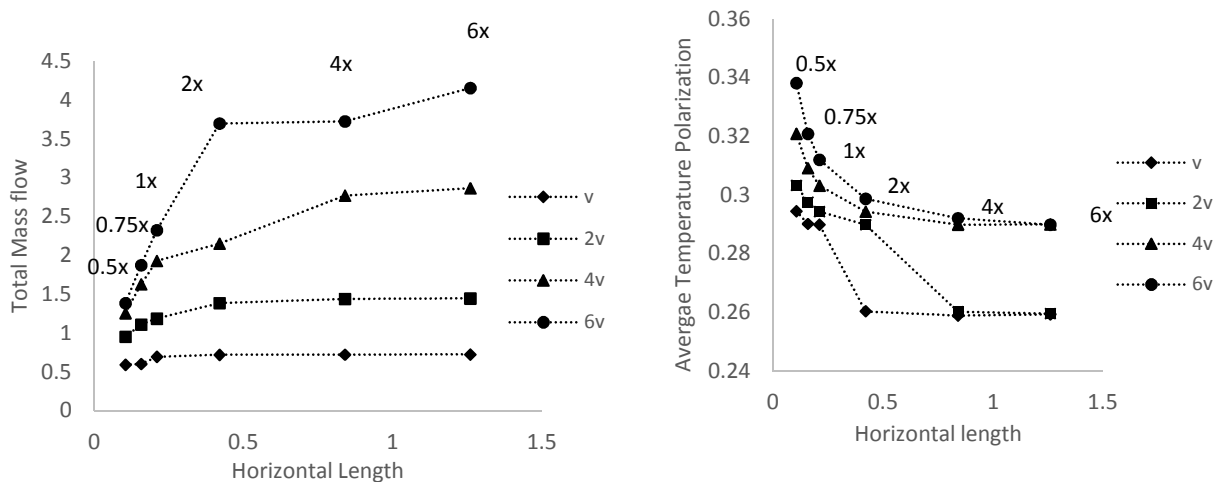 Total Mass flow
4.5
4
3.5
3
2.5
2
1.5
1
0.5
0
0
0.5
1
1.5
Horizontal Length
0.5x
0.75x
1x
2x
4x
6x
v
2v
4v
6v
Avergae Temperature Polarization
0.36
0.34
0.32
0.3
0.28
0.26
0.24
0
0.5
1
1.5
Horizontal length
0.5x
0.75x
1x
2x
4x
6x
v
2v
4v
6v